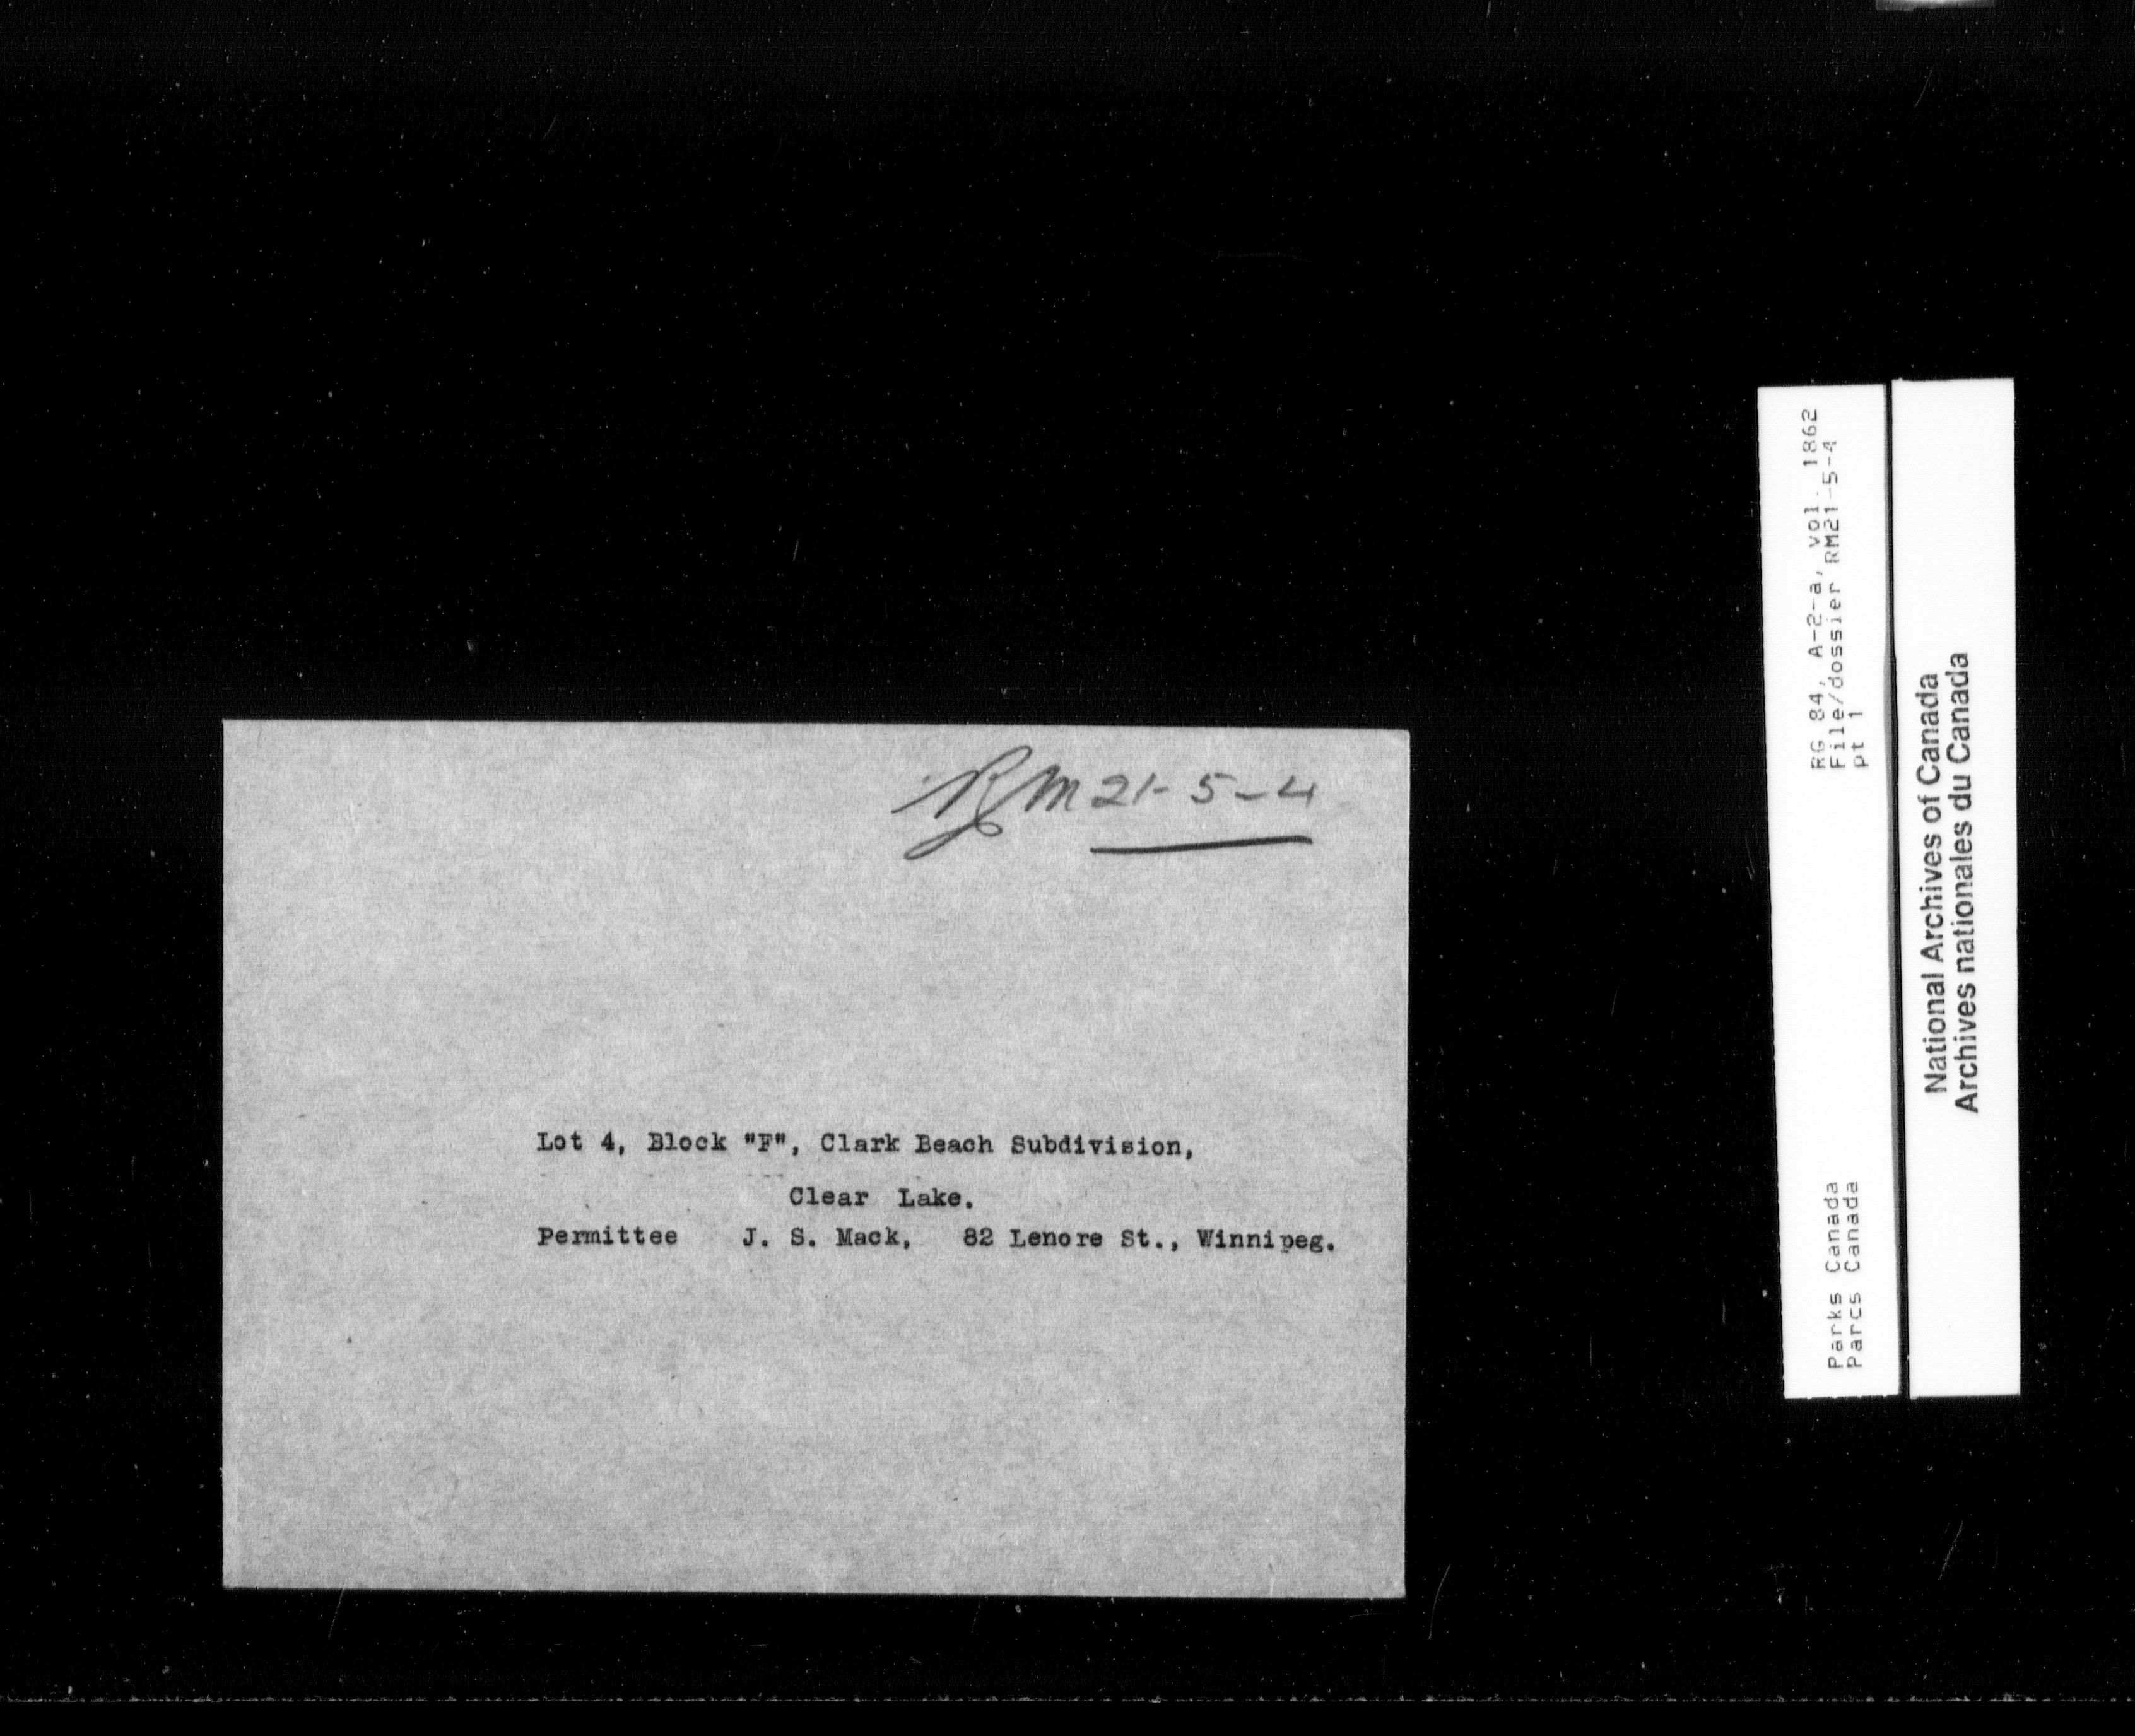 RM 21-5-4
Lot 4, Block "F", Clark Beach Subdivision,
Clear Lake.
Permittee J. S. Mack, 82 Lenore St., Winnipeg.
RG 84, A-2-a, vol. 1862
File/dossier RM21-5-4
pt 1
Parks Canada
Parcs Canada
National Archives of Canada
Archives nationales du Canada